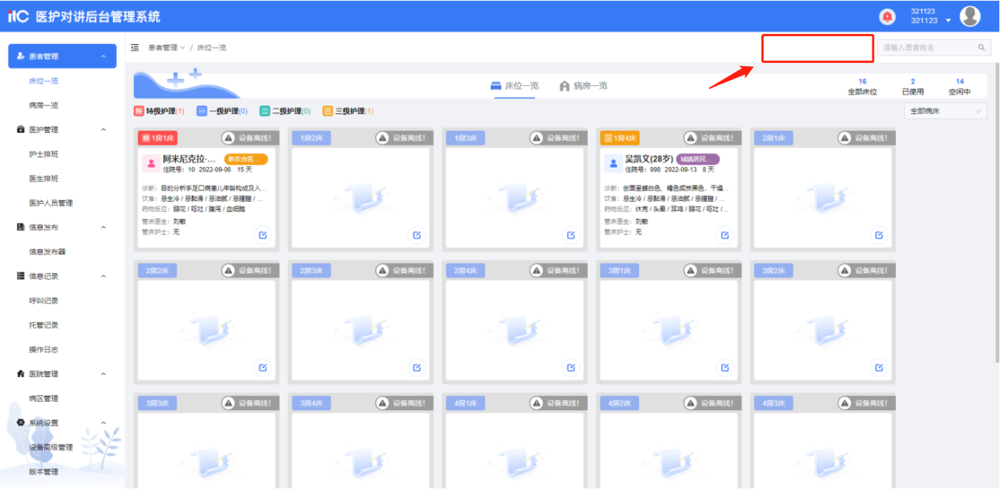 itC 医护对讲后台管理系统
321123
321123
患者管理
床位一览
病房一览
医护管理
护士排班
医生排班
医护人员管理
信息发布
信息发布器
信息记录
呼叫记录
托管记录
操作日志
医院管理
病区管理
系统设置
设备高级管理
版本管理
患者管理 / 床位一览
请输入患者姓名
床位一览 病房一览
16 2 14
全部床位 已使用 空闲中
特 特级护理(1) 一级护理(0) 二级护理(0) 三级护理(1)
全部病床
特 1房1床 设备离线!
阿米尼克拉·... 新农合医...
住院号: 10 2022-09-06 15 天
诊断: 目的分析手足口病患儿年龄构成及入...
饮食: 忌生冷 / 忌黏滑 / 忌油腻 / 忌腥膻 / ...
药物反应: 眼花 / 呕吐 / 腹泻 / 血细胞
管床医生: 刘敏
管床护士: 无
1房2床 设备离线!
1房3床 设备离线!
三 1房4床 设备离线!
吴凯文(28岁) 城镇居民...
住院号: 998 2022-09-13 8 天
诊断: 创面呈蜡白色、褐色或炭黑色，干燥...
饮食: 忌生冷 / 忌黏滑 / 忌油腻 / 忌腥膻 / ...
药物反应: 休克 / 头晕 / 耳鸣 / 眼花 / 呕吐 /...
管床医生: 刘敏
管床护士: 无
2房1床 设备离线!
2房2床 设备离线!
2房3床 设备离线!
2房4床 设备离线!
3房1床 设备离线!
3房2床 设备离线!
3房3床 设备离线!
3房4床 设备离线!
4房1床 设备离线!
4房2床 设备离线!
4房3床 设备离线!